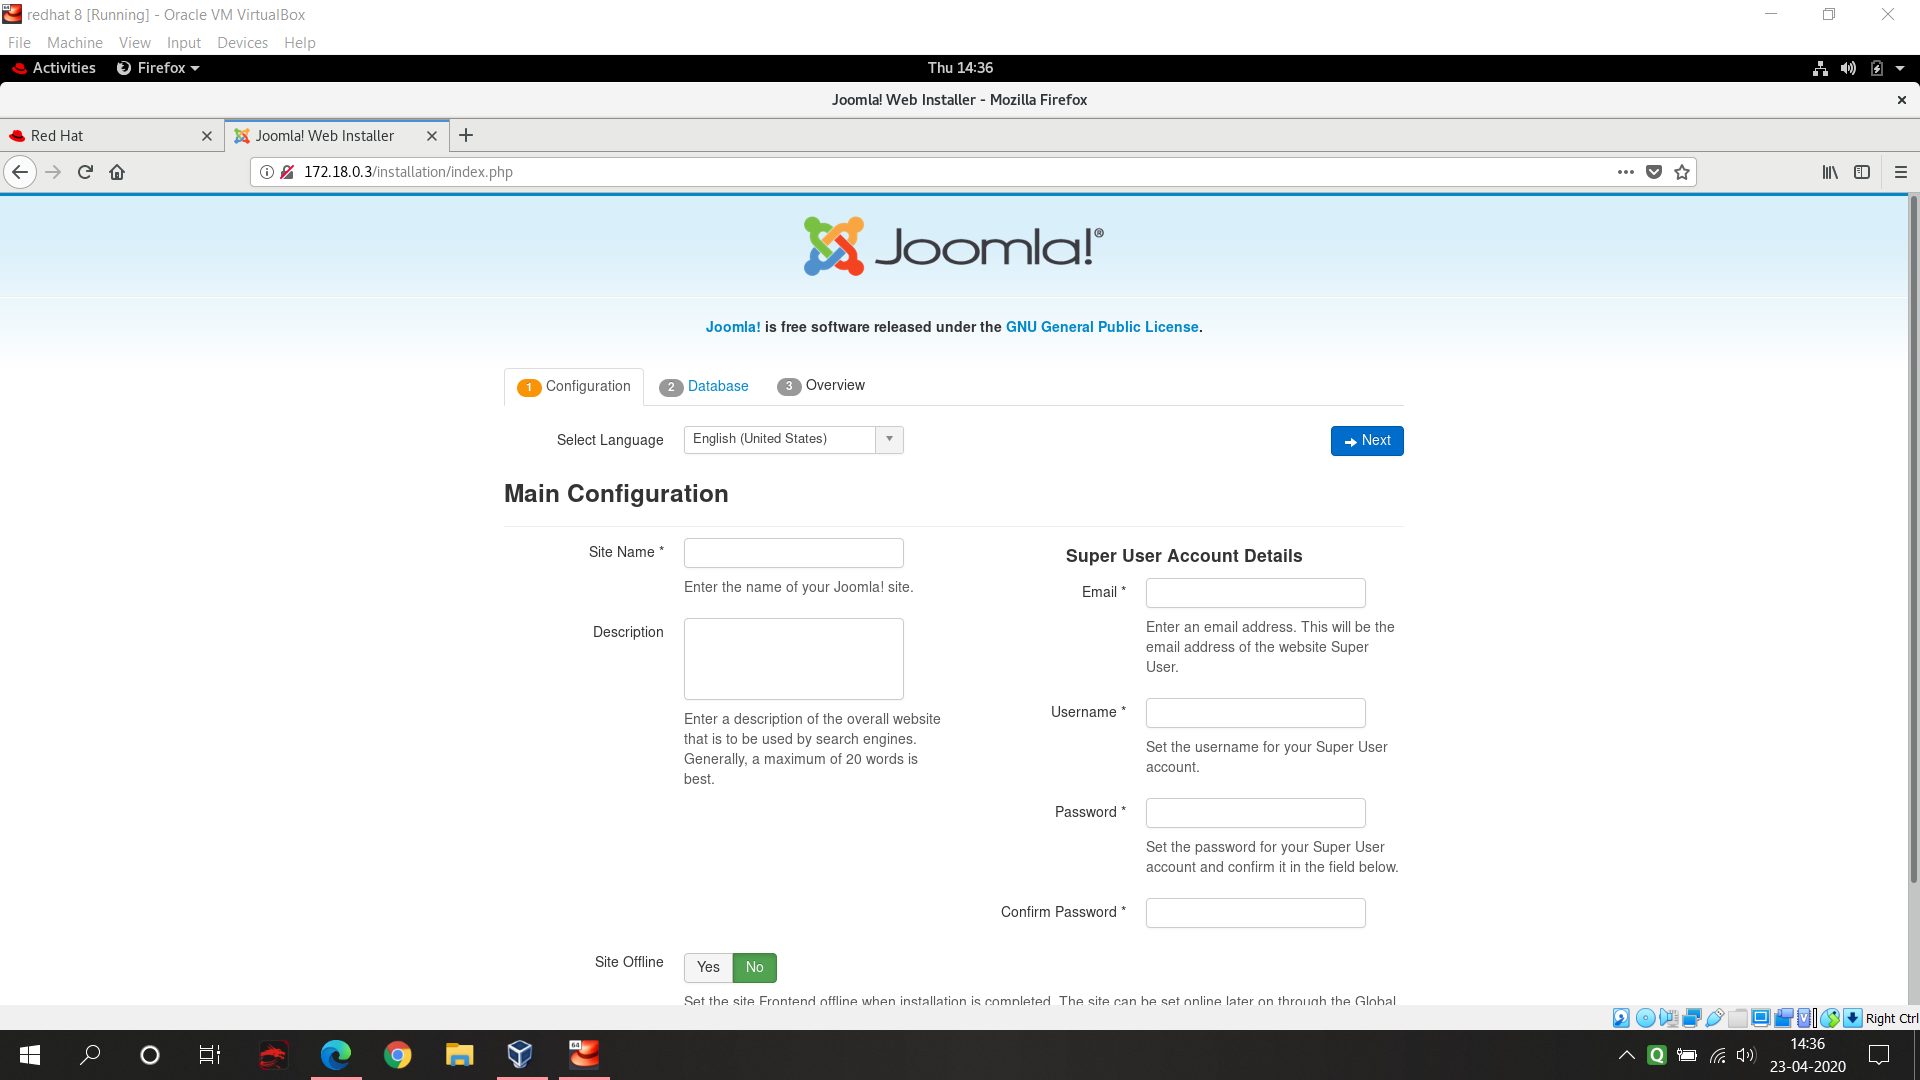 redhat 8 [Running] - Oracle VM VirtualBox
File Machine View Input Devices Help
Activities Firefox Thu 14:36
Joomla! Web Installer - Mozilla Firefox
Red Hat Joomla! Web Installer
172.18.0.3/installation/index.php
Joomla!®
Joomla! is free software released under the GNU General Public License.
1 Configuration 2 Database 3 Overview
Select Language English (United States) Next
Main Configuration
Site Name *
Enter the name of your Joomla! site.
Description
Enter a description of the overall website
that is to be used by search engines.
Generally, a maximum of 20 words is
best.
Super User Account Details
Email *
Enter an email address. This will be the
email address of the website Super
User.
Username *
Set the username for your Super User
account.
Password *
Set the password for your Super User
account and confirm it in the field below.
Confirm Password *
Site Offline Yes No
Set the site Frontend offline when installation is completed. The site can be set online later on through the Global
Right Ctrl
14:36
23-04-2020